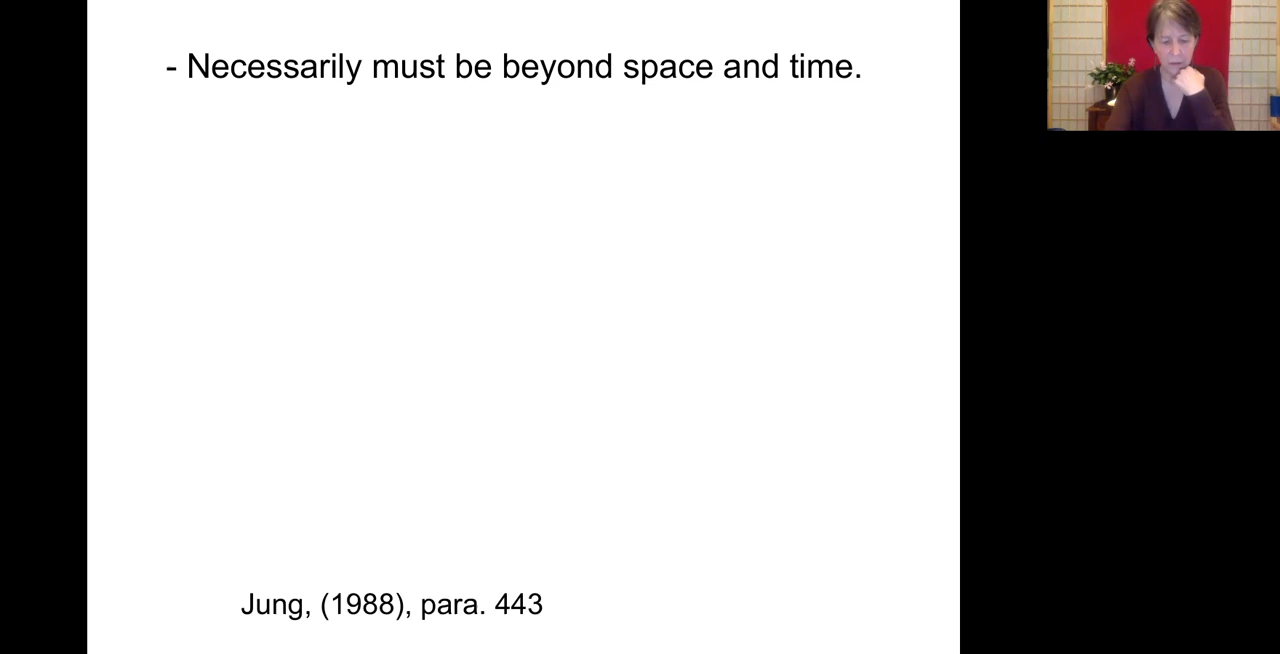 - Necessarily must be beyond space and time.
Jung, (1988), para. 443